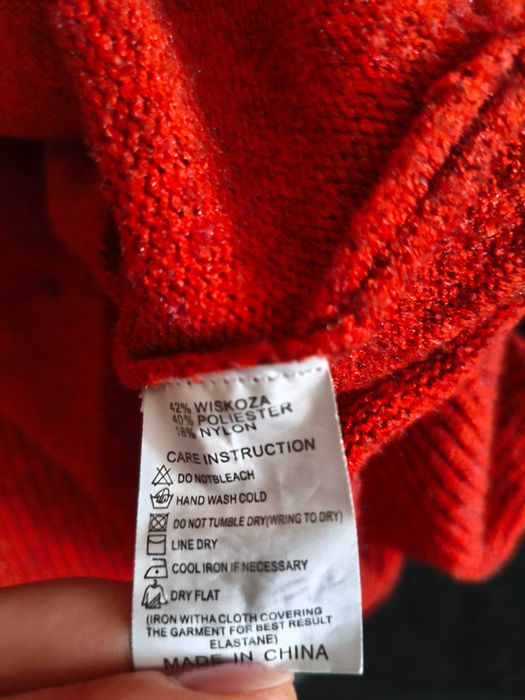 42% WISKOZA
40% POLIESTER
18% NYLON
CARE INSTRUCTION
DO NOTBLEACH
HAND WASH COLD
DO NOT TUMBLE DRY(WRING TO DRY)
LINE DRY
COOL IRON IF NECESSARY
DRY FLAT
(IRON WITHA CLOTH COVERING
THE GARMENT FOR BEST RESULT
ELASTANE)
MADE IN CHINA